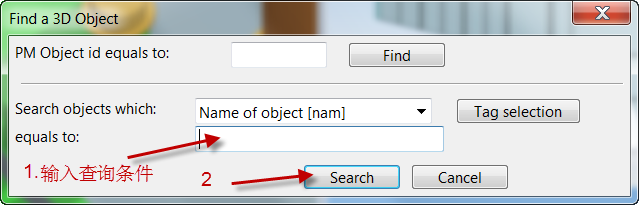 Find a 3D Object
PM Object id equals to:
Find
Search objects which:
Name of object [nam]
Tag selection
equals to:
1.输入查询条件
2
Search
Cancel